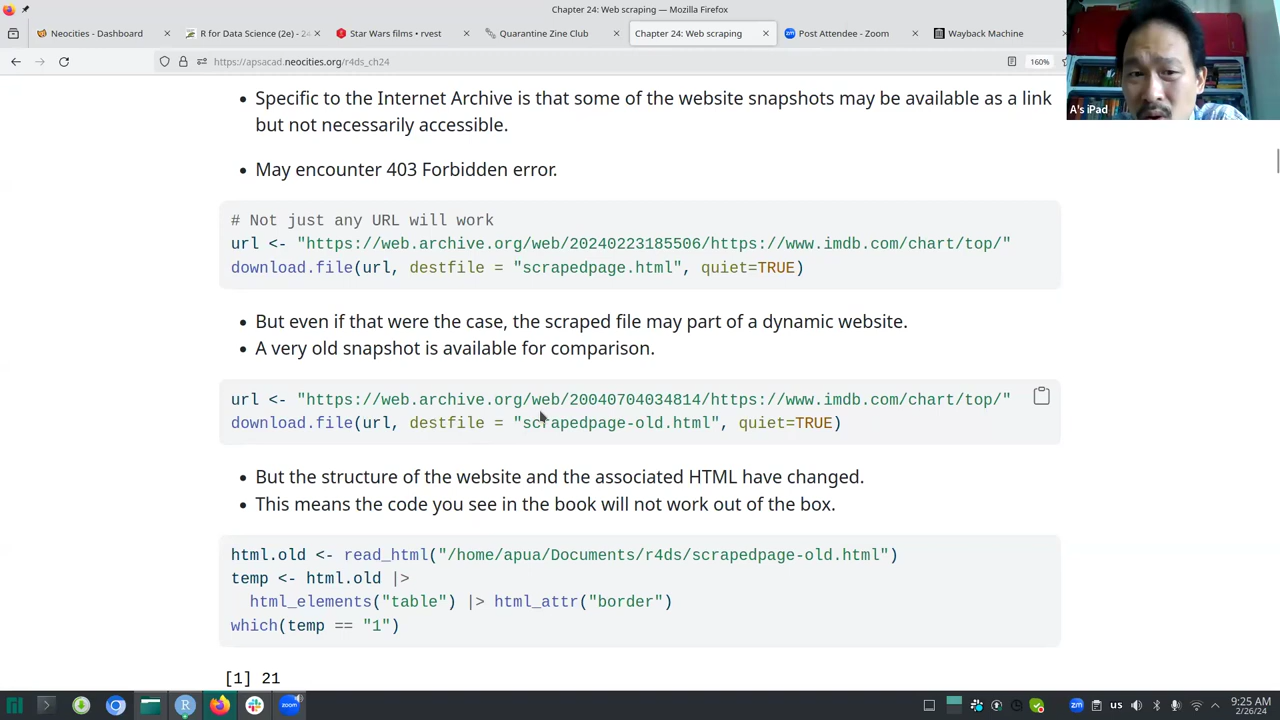 Chapter 24: Web scraping — Mozilla Firefox
Neocities - Dashboard
R for Data Science (2e) - 24
Star Wars films • rvest
Quarantine Zine Club
Chapter 24: Web scraping
Post Attendee - Zoom
Wayback Machine
https://apsacad.neocities.org/r4ds_ch24
160%
A's iPad
• Specific to the Internet Archive is that some of the website snapshots may be available as a link
but not necessarily accessible.
• May encounter 403 Forbidden error.
# Not just any URL will work
url <- "https://web.archive.org/web/20240223185506/https://www.imdb.com/chart/top/"
download.file(url, destfile = "scrapedpage.html", quiet=TRUE)
• But even if that were the case, the scraped file may part of a dynamic website.
• A very old snapshot is available for comparison.
url <- "https://web.archive.org/web/20040704034814/https://www.imdb.com/chart/top/"
download.file(url, destfile = "scrapedpage-old.html", quiet=TRUE)
• But the structure of the website and the associated HTML have changed.
• This means the code you see in the book will not work out of the box.
html.old <- read_html("/home/apua/Documents/r4ds/scrapedpage-old.html")
temp <- html.old |>
html_elements("table") |> html_attr("border")
which(temp == "1")
[1] 21
us
9:25 AM
2/26/24